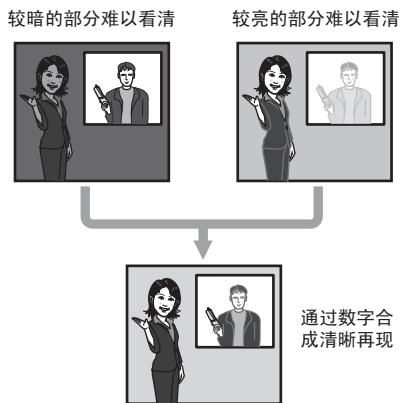 较暗的部分难以看清
较亮的部分难以看清
通过数字合
成清晰再现